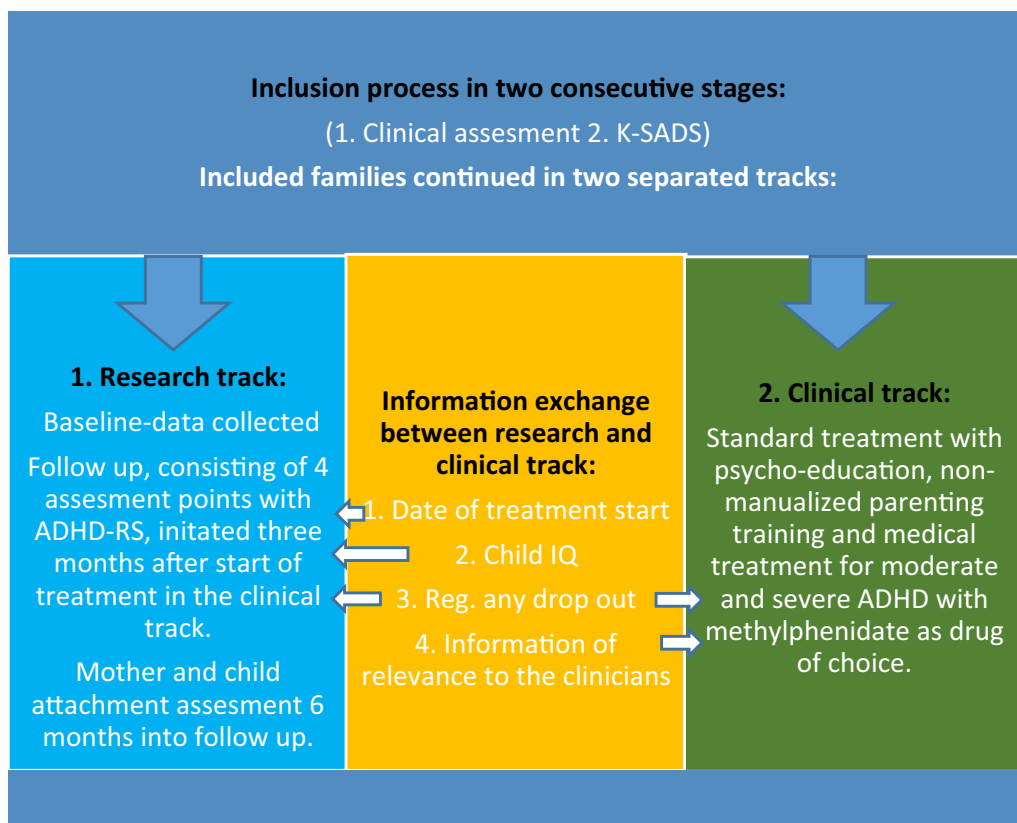 Inclusion process in two consecutive stages:
(1. Clinical assesment 2. K-SADS)
Included families continued in two separated tracks:
1. Research track:
Baseline-data collected
Follow up, consisting of 4
assesment points with
ADHD-RS, initated three
months after start of
treatment in the clinical
track.
Mother and child
attachment assesment 6
months into follow up.
Information exchange
between research and
clinical track:
1. Date of treatment start
2. Child IQ
3. Reg. any drop out
4. Information of
relevance to the clinicians
2. Clinical track:
Standard treatment with
psycho-education, non-
manualized parenting
training and medical
treatment for moderate
and severe ADHD with
methylphenidate as drug
of choice.